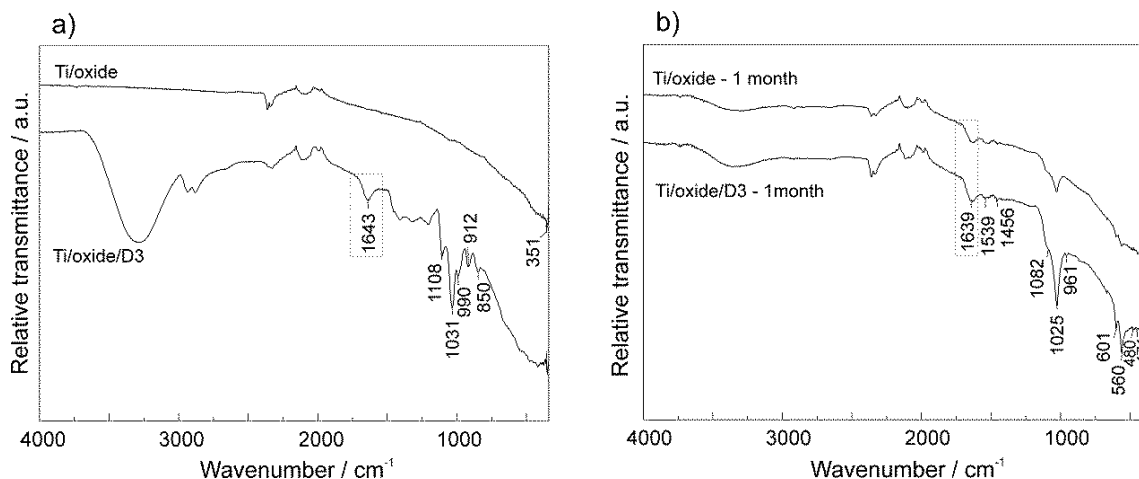 a)
Ti/oxide
Ti/oxide/D3
1643
1108
1031
990
912
850
351
Relative transmittance / a.u.
4000 3000 2000 1000
Wavenumber / cm⁻¹
b)
Ti/oxide - 1 month
Ti/oxide/D3 - 1month
1639
1539
1456
1082
1025
961
601
560
480
Relative transmittance / a.u.
4000 3000 2000 1000
Wavenumber / cm⁻¹